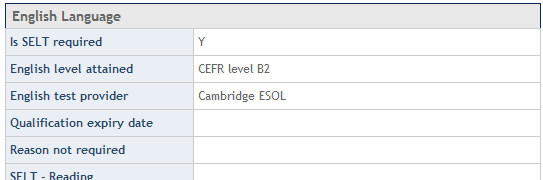 English Language
Is SELT required Y
English level attained CEFR level B2
English test provider Cambridge ESOL
Qualification expiry date
Reason not required
SELT - Reading